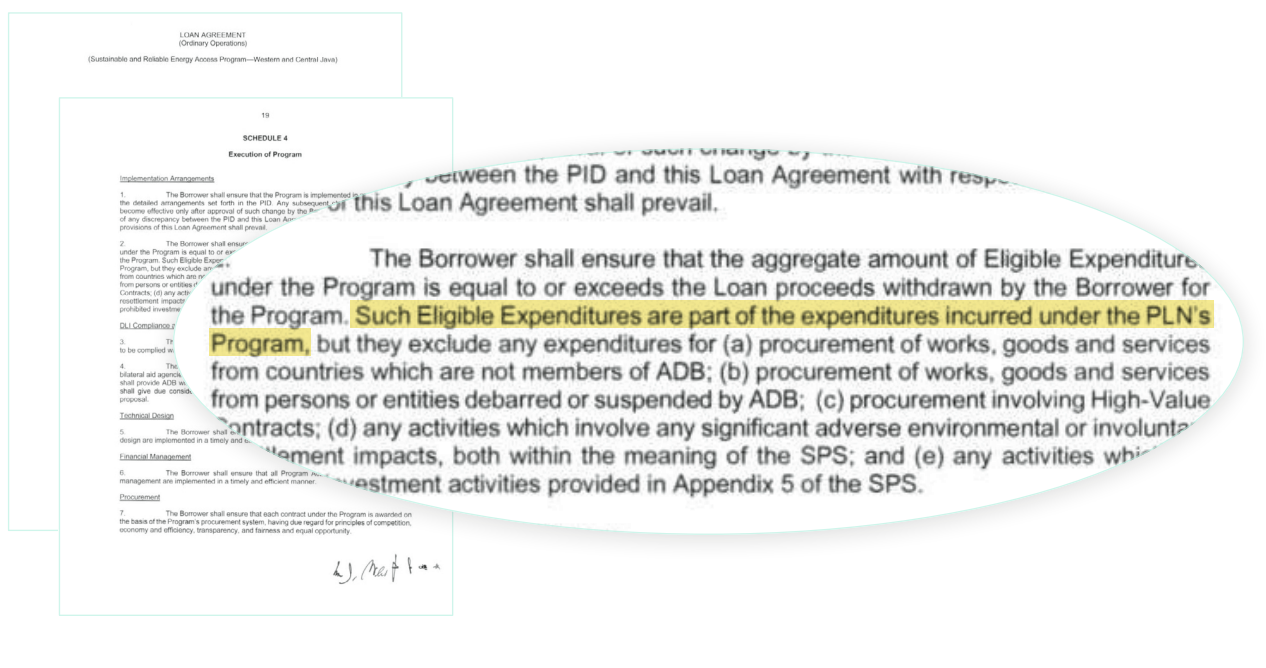 LOAN AGREEMENT
(Ordinary Operations)
(Sustainable and Reliable Energy Access Program—Western and Central Java)
19
SCHEDULE 4
Execution of Program
Implementation Arrangements
1. The Borrower shall ensure that the Program is implemented in
the detailed arrangements set forth in the PID. Any subsequent
become effective only after approval of such change by the
of any discrepancy between the PID and this Loan
provisions of this Loan Agreement shall prevail.
2. The Borrower shall ensure
under the Program is equal to or
the Program. Such Eligible
Program, but they exclude
from countries which are
from persons or entities
Contracts; (d) any
resettlement impacts
prohibited investme
DLI Compliance
3.
to be complied
4. The
bilateral aid agencie
shall provide ADB
shall give due
proposal.
Technical Design
5. The Borrower shall
design are implemented in a timely and
Financial Management
6. The Borrower shall ensure that all Program
management are implemented in a timely and efficient manner.
Procurement
7. The Borrower shall ensure that each contract under the Program is awarded on
the basis of the Program's procurement system, having due regard for principles of competition,
economy and efficiency, transparency, and fairness and equal opportunity.
such change by
between the PID and this Loan Agreement with
this Loan Agreement shall prevail.
The Borrower shall ensure that the aggregate amount of Eligible Expenditure
under the Program is equal to or exceeds the Loan proceeds withdrawn by the Borrower for
the Program. Such Eligible Expenditures are part of the expenditures incurred under the PLN's
Program, but they exclude any expenditures for (a) procurement of works, goods and services
from countries which are not members of ADB; (b) procurement of works, goods and services
from persons or entities debarred or suspended by ADB; (c) procurement involving High-Value
Contracts; (d) any activities which involve any significant adverse environmental or involunta
tlement impacts, both within the meaning of the SPS; and (e) any activities
vestment activities provided in Appendix 5 of the SPS.